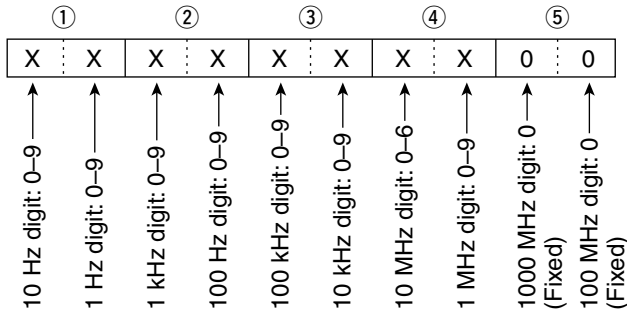 ① ② ③ ④ ⑤
X X X X X X X X 0 0
10 Hz digit: 0–9
1 Hz digit: 0–9
1 kHz digit: 0–9
100 Hz digit: 0–9
100 kHz digit: 0–9
10 kHz digit: 0–9
10 MHz digit: 0–6
1 MHz digit: 0–9
1000 MHz digit: 0
(Fixed)
100 MHz digit: 0
(Fixed)